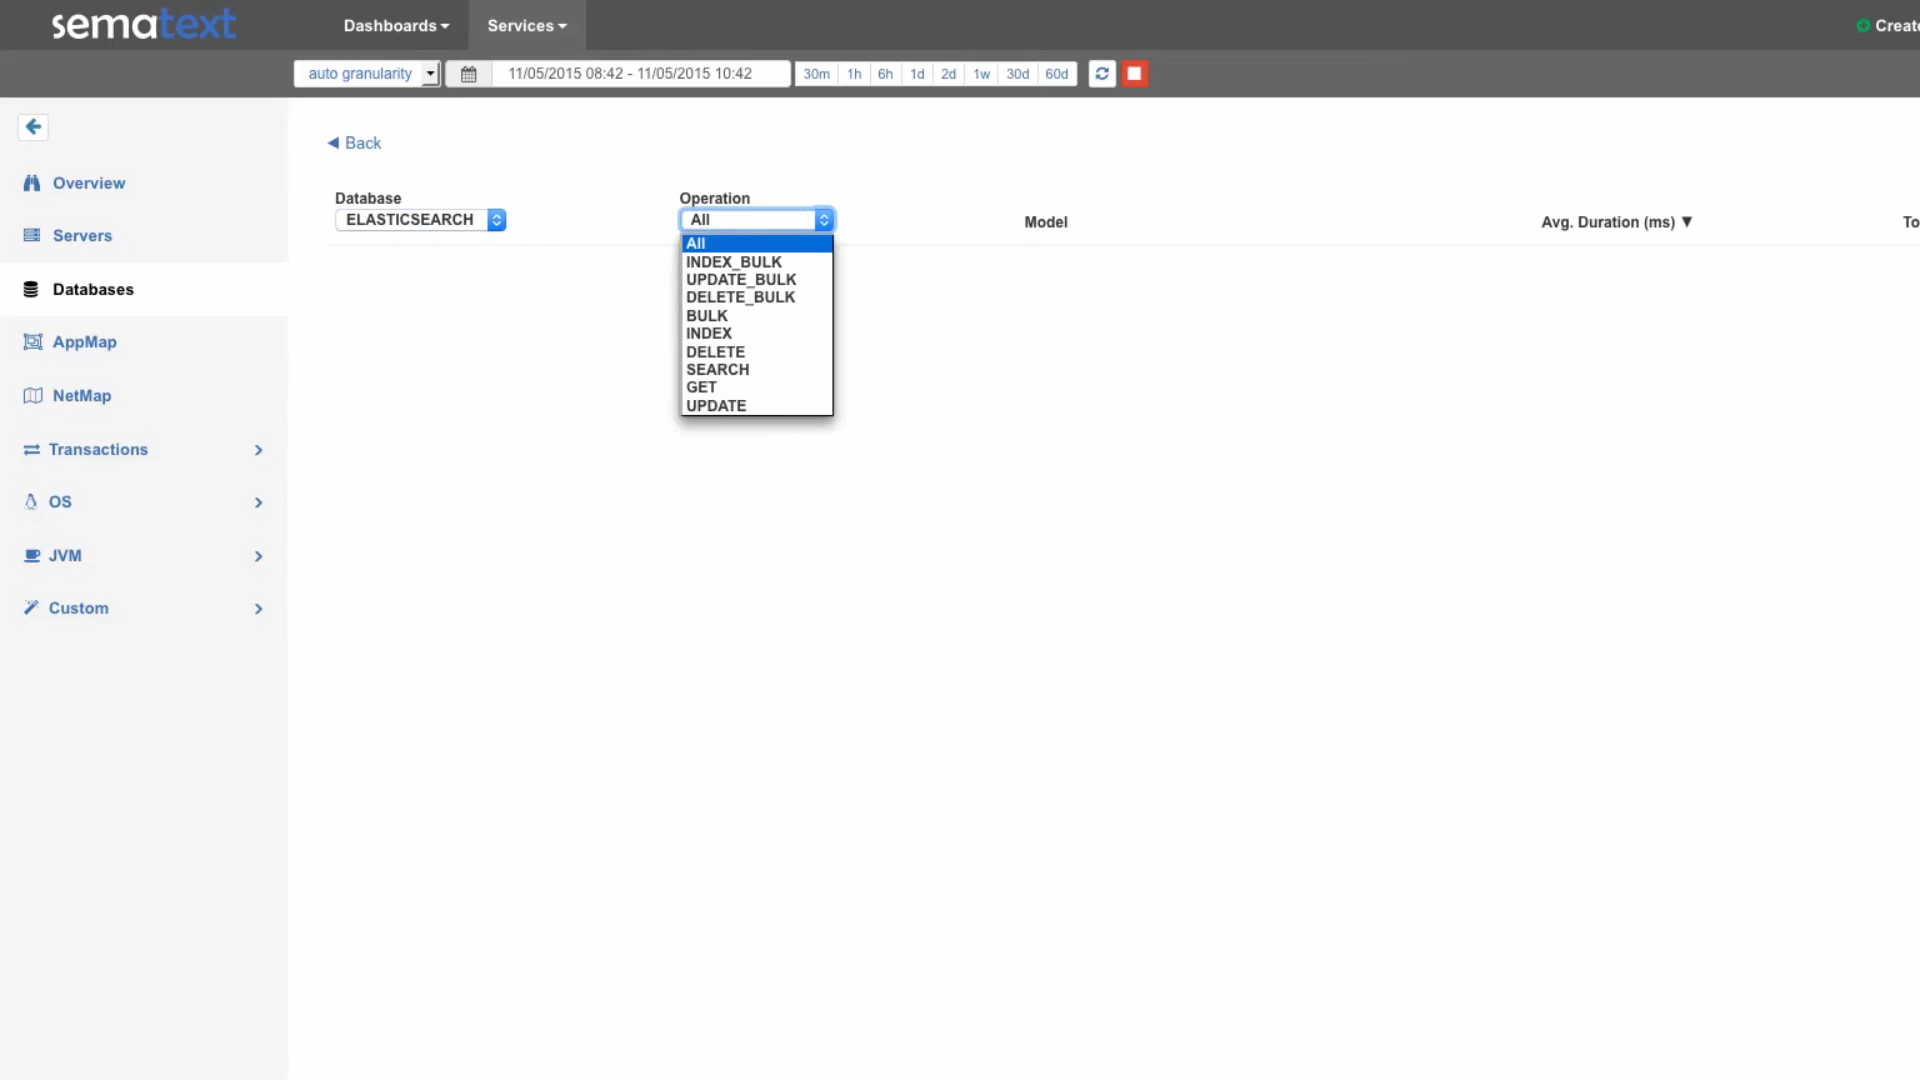 sematext
Dashboards
Services
auto granularity
11/05/2015 08:42 - 11/05/2015 10:42
30m 1h 6h 1d 2d 1w 30d 60d
Back
Overview
Servers
Databases
AppMap
NetMap
Transactions
OS
JVM
Custom
Database
ELASTICSEARCH
Operation
All
All
INDEX_BULK
UPDATE_BULK
DELETE_BULK
BULK
INDEX
DELETE
SEARCH
GET
UPDATE
Model
Avg. Duration (ms) ▼